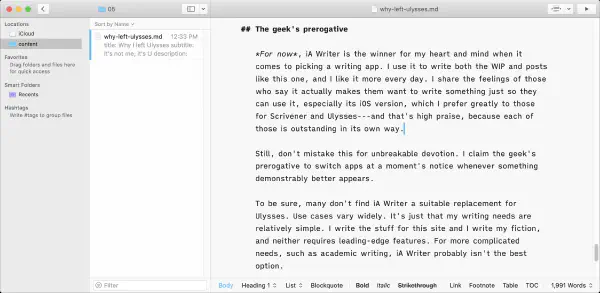 05
why-left-ulysses.md
Locations
iCloud
content
Favorites
Drag folders and files here
for quick access
Smart Folders
Recents
Hashtags
Write #tags to group files
Sort by Name
why-left-ulysses.md 12:33 PM
title: Why I left Ulysses subtitle:
It's not me, it's U description:
Filter
## The geek's prerogative
*For now*, iA Writer is the winner for my heart and mind when it
comes to picking a writing app. I use it to write both the WIP and posts
like this one, and I like it more every day. I share the feelings of those
who say it actually makes them want to write something just so they
can use it, especially its iOS version, which I prefer greatly to those
for Scrivener and Ulysses---and that's high praise, because each of
those is outstanding in its own way.
Still, don't mistake this for unbreakable devotion. I claim the geek's
prerogative to switch apps at a moment's notice whenever something
demonstrably better appears.
To be sure, many don't find iA Writer a suitable replacement for
Ulysses. Use cases vary widely. It's just that my writing needs are
relatively simple. I write the stuff for this site and I write my fiction,
and neither requires leading-edge features. For more complicated
needs, such as academic writing, iA Writer probably isn't the best
option.
Body Heading 1 List Blockquote Bold Italic Strikethrough Link Footnote Table TOC 1,991 Words